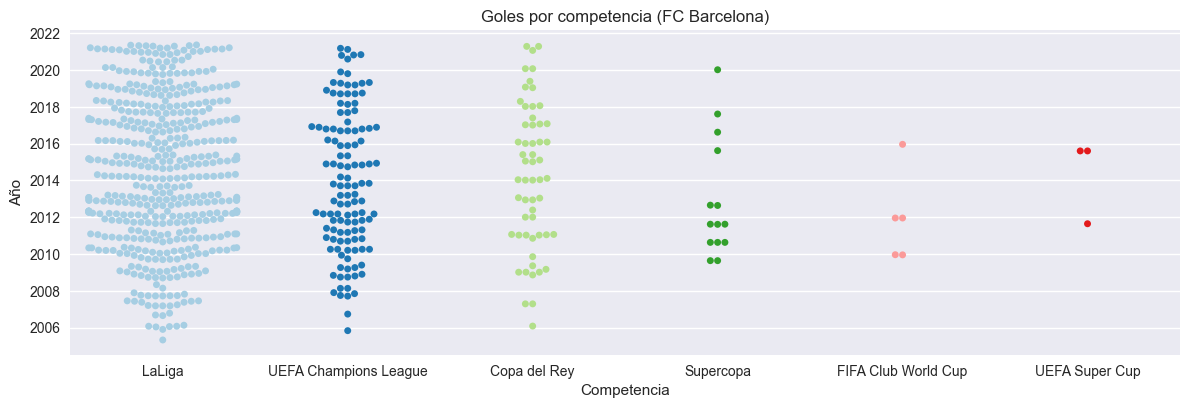 Goles por competencia (FC Barcelona)
2022
2020
2018
2016
2014
2012
2010
2008
2006
Año
LaLiga
UEFA Champions League
Copa del Rey
Supercopa
FIFA Club World Cup
UEFA Super Cup
Competencia